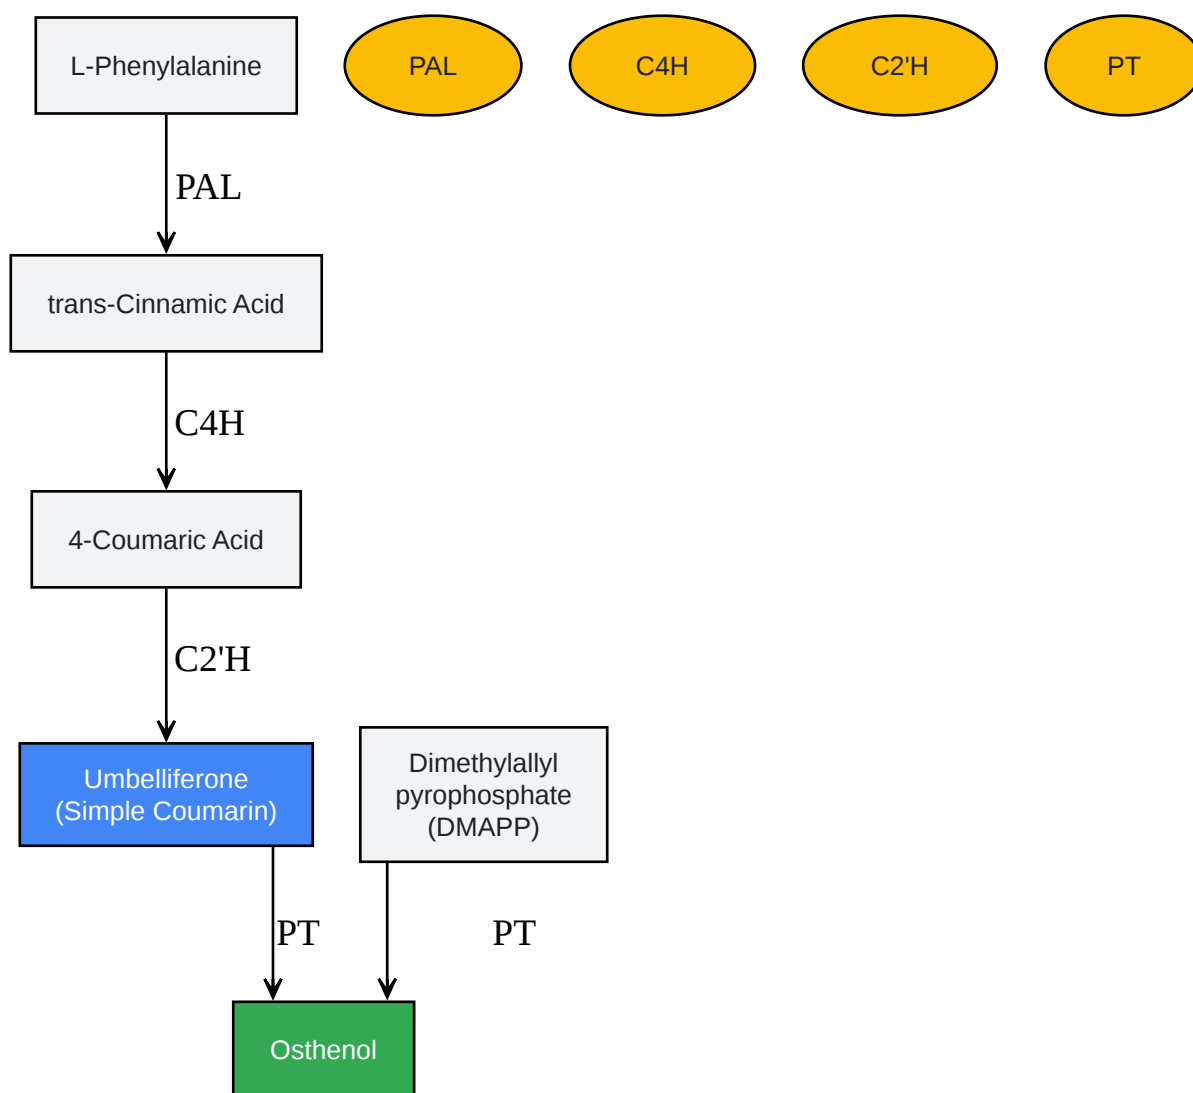 L-Phenylalanine
PAL
C4H
C2'H
PT
PAL
trans-Cinnamic Acid
C4H
4-Coumaric Acid
C2'H
Umbelliferone
(Simple Coumarin)
Dimethylallyl
pyrophosphate
(DMAPP)
PT
PT
Osthenol